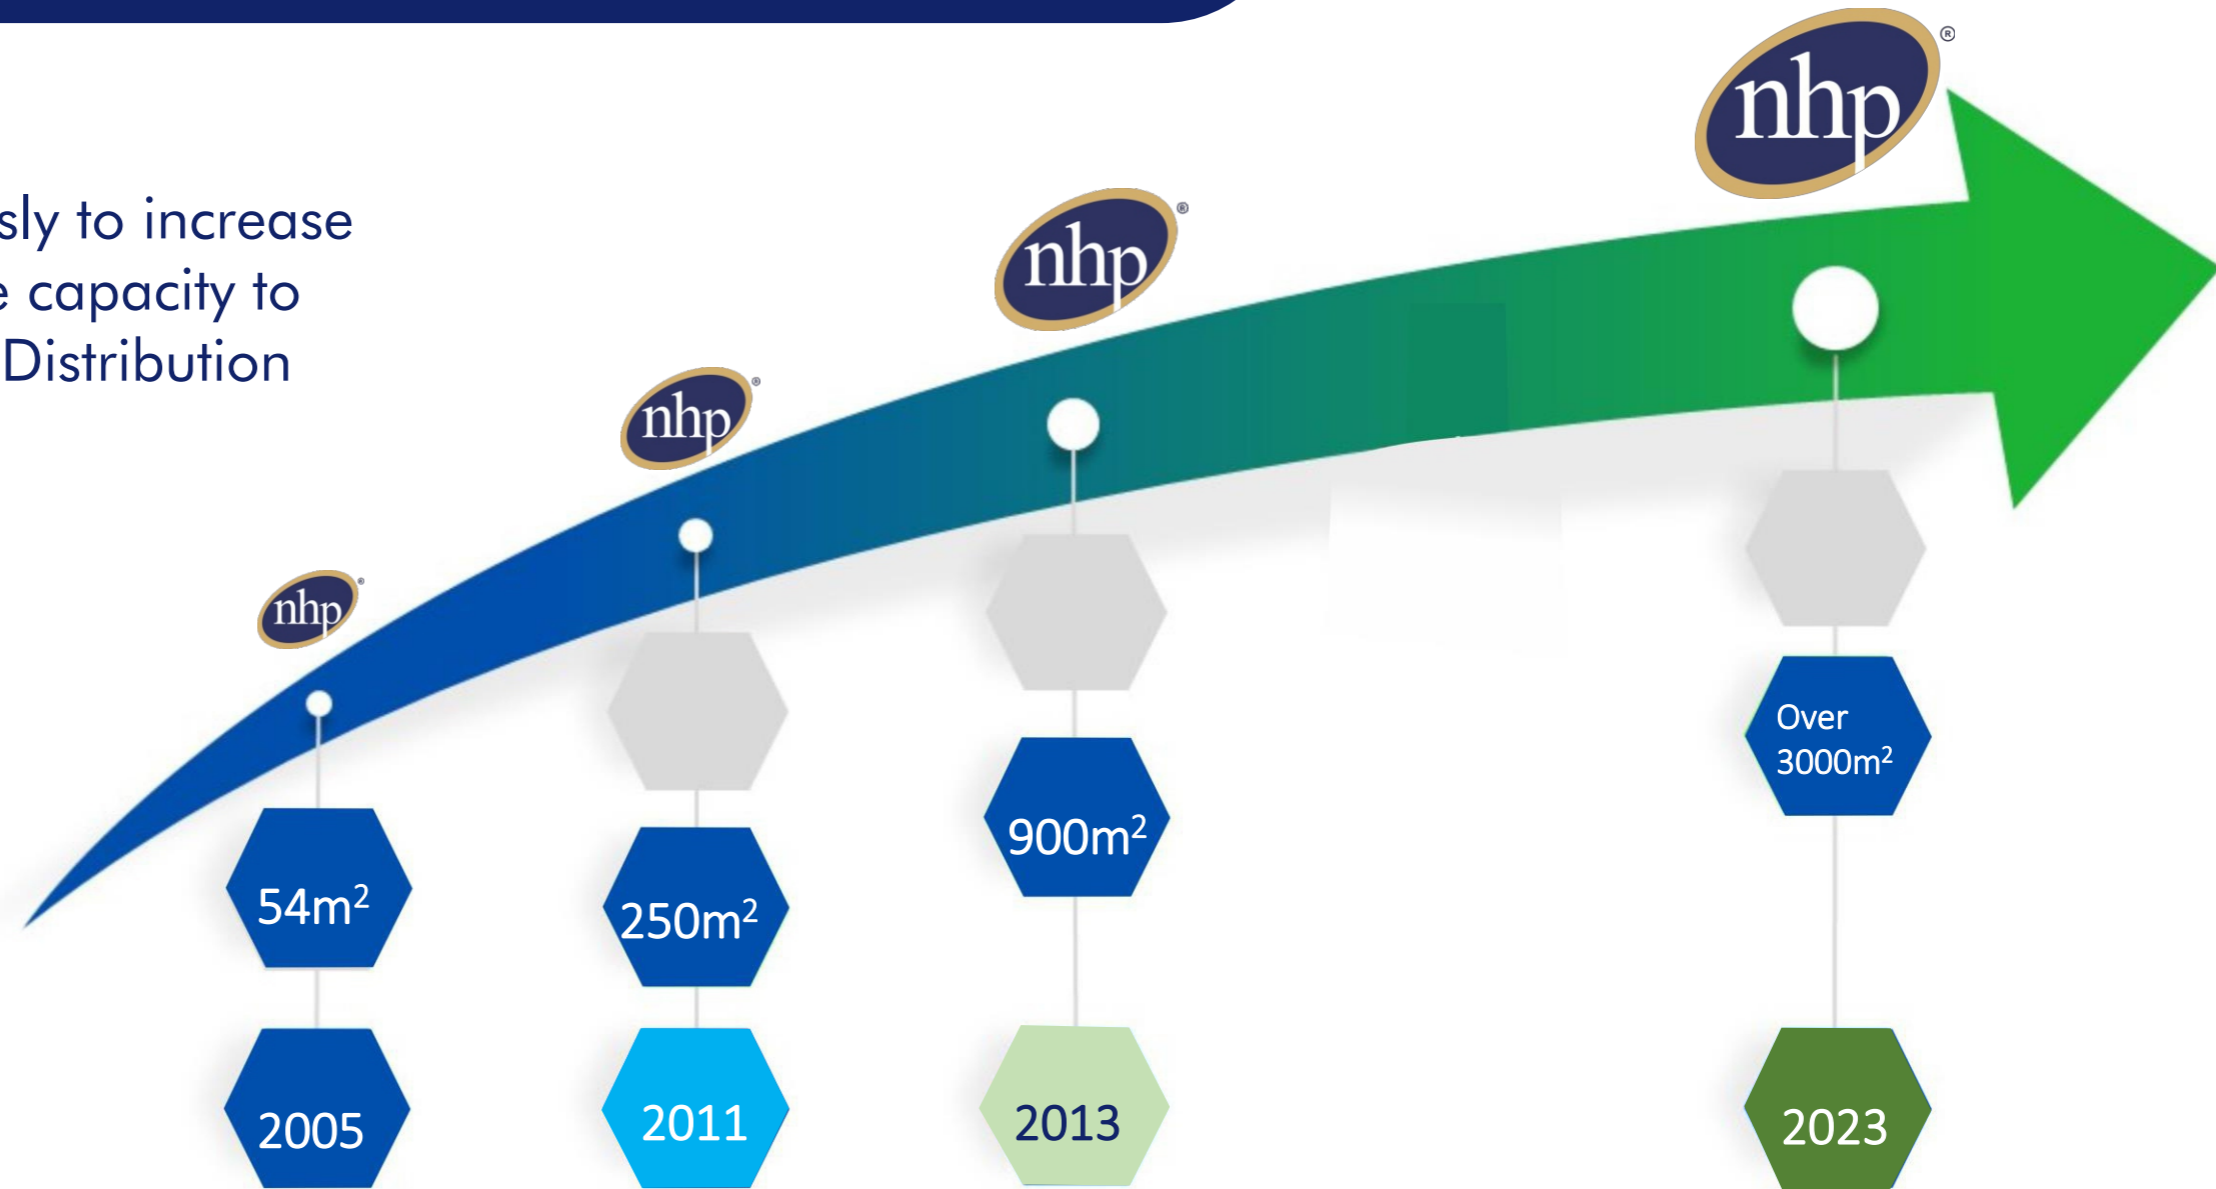 sly to increase
capacity to
Distribution
nhp®
nhp®
nhp®
nhp®
54m²
250m²
900m²
Over
3000m²
2005
2011
2013
2023